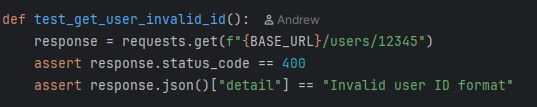 def test_get_user_invalid_id(): Andrew
    response = requests.get(f"{BASE_URL}/users/12345")
    assert response.status_code == 400
    assert response.json()["detail"] == "Invalid user ID format"